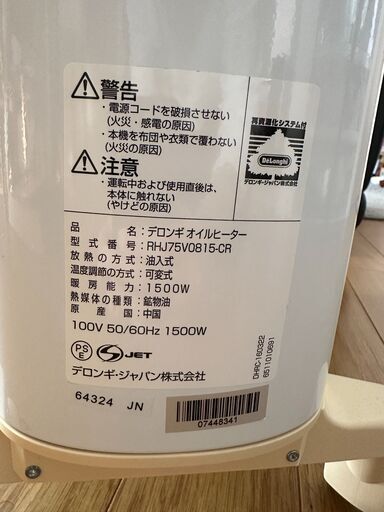 警告
・電源コードを破損させない
(火災・感電の原因)
・本機を布団や衣類で覆わない
(火災の原因)
注意
・運転中および使用直後は、
本体に触れない
(やけどの原因)
再資源化システム付
DeLonghi
デロンギ・ジャパン株式会社
品名：デロンギ オイルヒーター
型式番号：RHJ75V0815-CR
放熱の方式：油入式
温度調節の方式：可変式
暖房能力：1500W
熱媒体の種類：鉱物油
原産国：中国
100V 50/60Hz 1500W
PS
E
S JET
デロンギ・ジャパン株式会社
DHRC-160322
6511010691
64324 JN
07448341